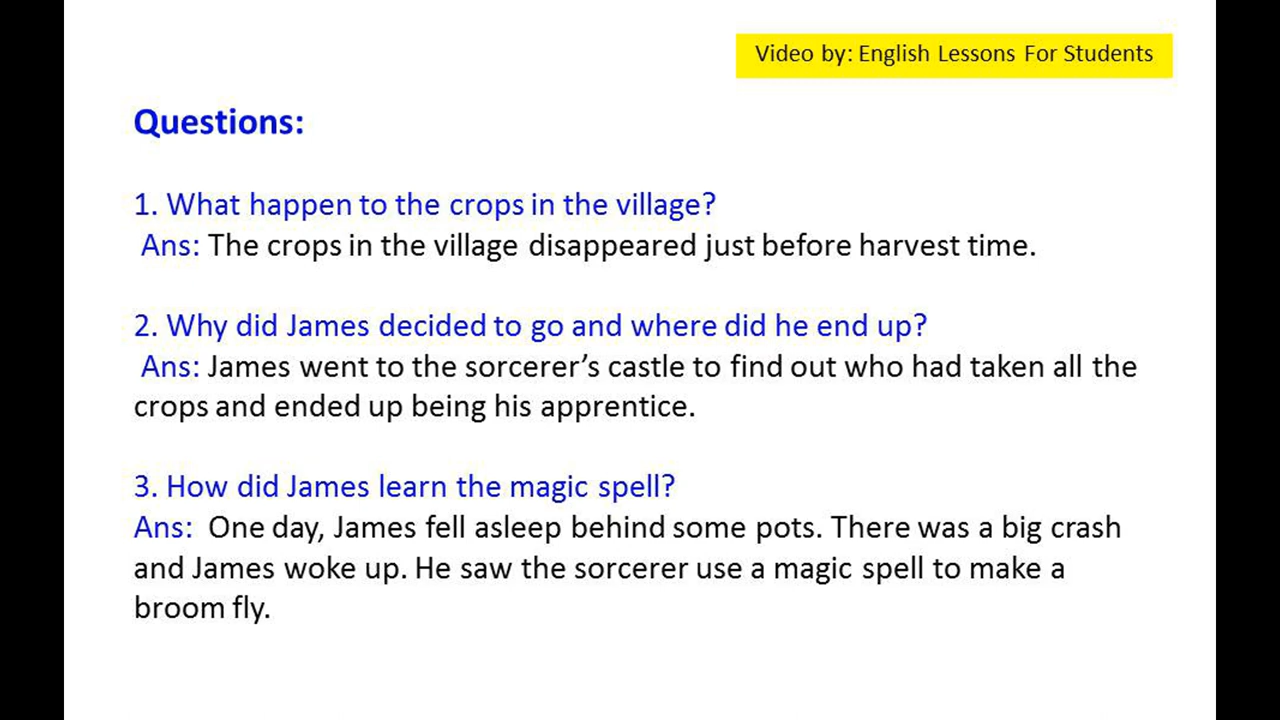 Video by: English Lessons For Students
Questions:
1. What happen to the crops in the village?
Ans: The crops in the village disappeared just before harvest time.
2. Why did James decided to go and where did he end up?
Ans: James went to the sorcerer’s castle to find out who had taken all the
crops and ended up being his apprentice.
3. How did James learn the magic spell?
Ans: One day, James fell asleep behind some pots. There was a big crash
and James woke up. He saw the sorcerer use a magic spell to make a
broom fly.